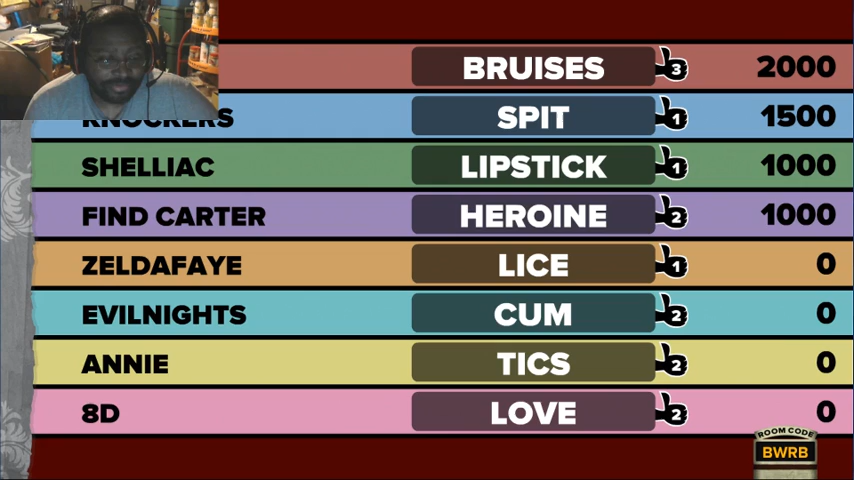 BRUISES 3 2000
KNOCKERS SPIT 1 1500
SHELLIAC LIPSTICK 1 1000
FIND CARTER HEROINE 2 1000
ZELDAFAYE LICE 1 0
EVILNIGHTS CUM 2 0
ANNIE TICS 2 0
8D LOVE 2 0
ROOM CODE
BWRB